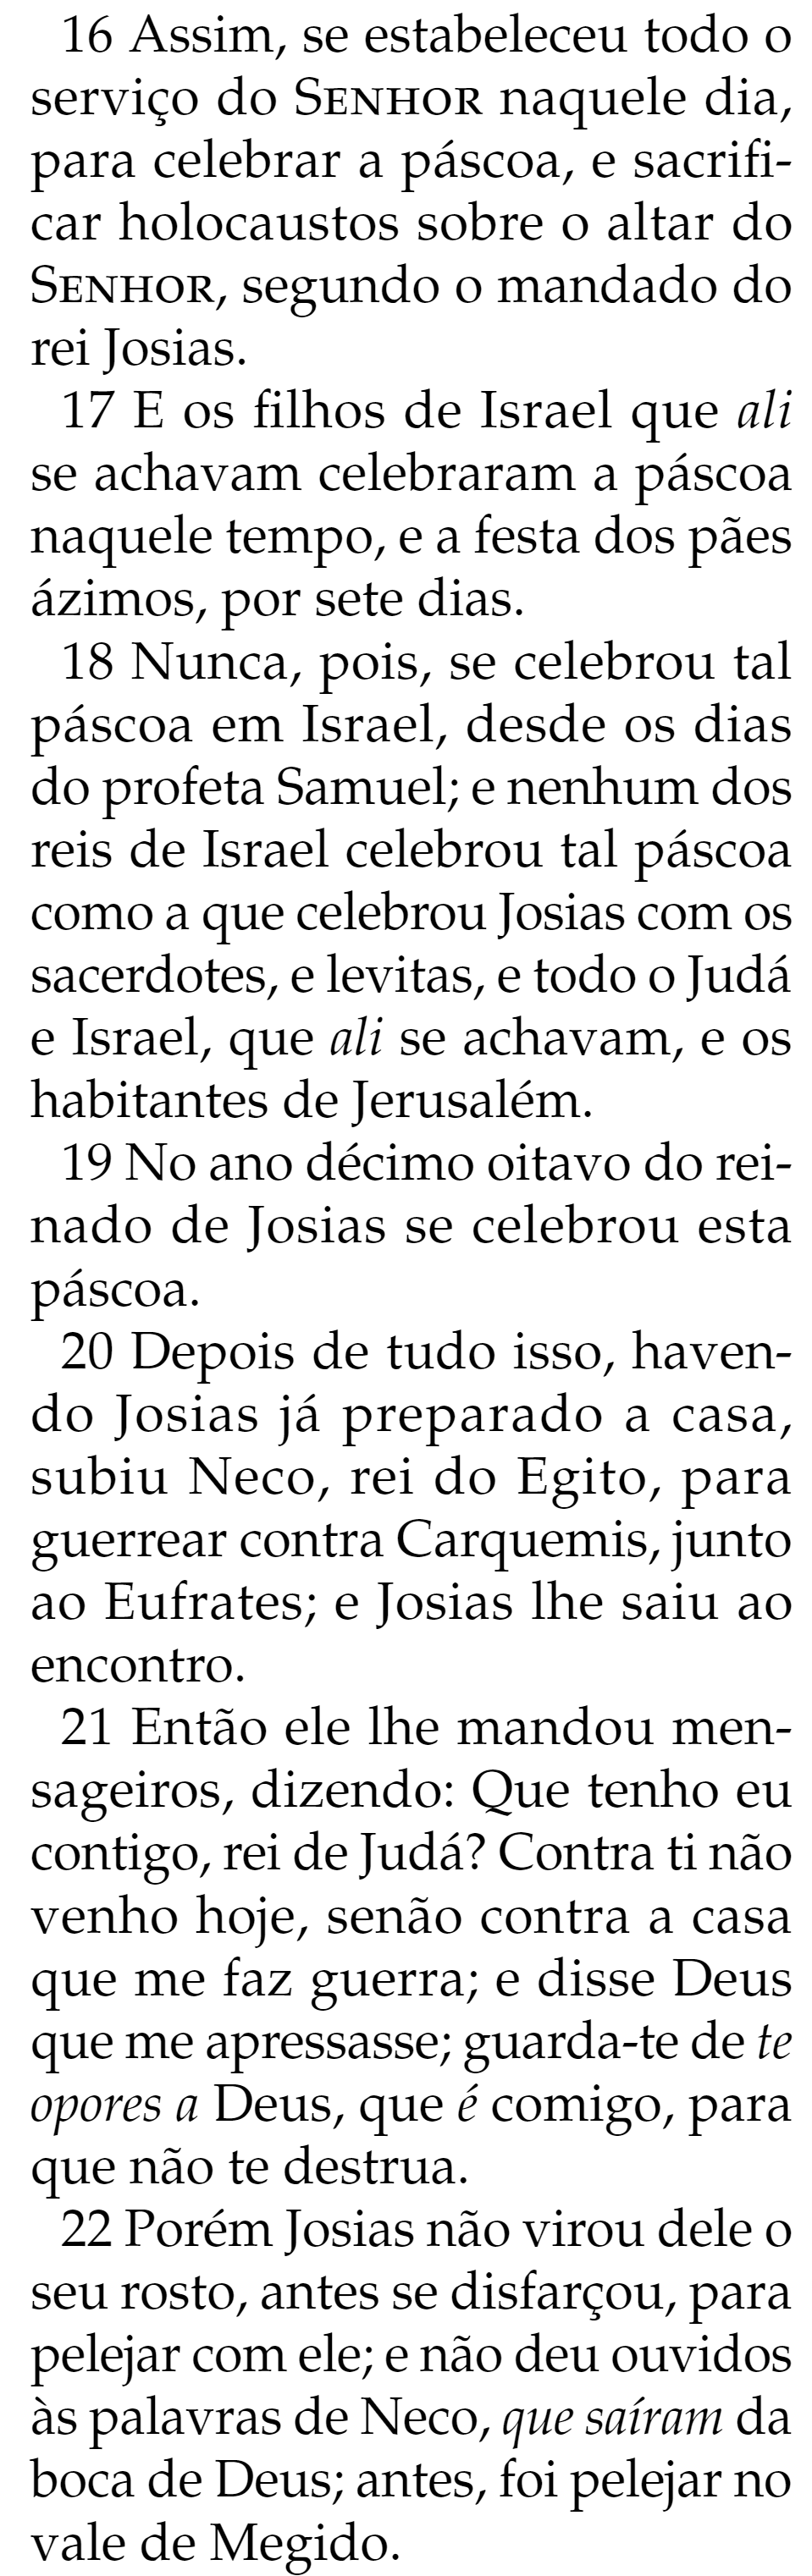 16 Assim, se estabeleceu todo o
serviço do SENHOR naquele dia,
para celebrar a páscoa, e sacrifi-
car holocaustos sobre o altar do
SENHOR, segundo o mandado do
rei Josias.
17 E os filhos de Israel que ali
se achavam celebraram a páscoa
naquele tempo, e a festa dos pães
ázimos, por sete dias.
18 Nunca, pois, se celebrou tal
páscoa em Israel, desde os dias
do profeta Samuel; e nenhum dos
reis de Israel celebrou tal páscoa
como a que celebrou Josias com os
sacerdotes, e levitas, e todo o Judá
e Israel, que ali se achavam, e os
habitantes de Jerusalém.
19 No ano décimo oitavo do rei-
nado de Josias se celebrou esta
páscoa.
20 Depois de tudo isso, haven-
do Josias já preparado a casa,
subiu Neco, rei do Egito, para
guerrear contra Carquemis, junto
ao Eufrates; e Josias lhe saiu ao
encontro.
21 Então ele lhe mandou men-
sageiros, dizendo: Que tenho eu
contigo, rei de Judá? Contra ti não
venho hoje, senão contra a casa
que me faz guerra; e disse Deus
que me apressasse; guarda-te de te
opores a Deus, que é comigo, para
que não te destrua.
22 Porém Josias não virou dele o
seu rosto, antes se disfarçou, para
pelejar com ele; e não deu ouvidos
às palavras de Neco, que saíram da
boca de Deus; antes, foi pelejar no
vale de Megido.